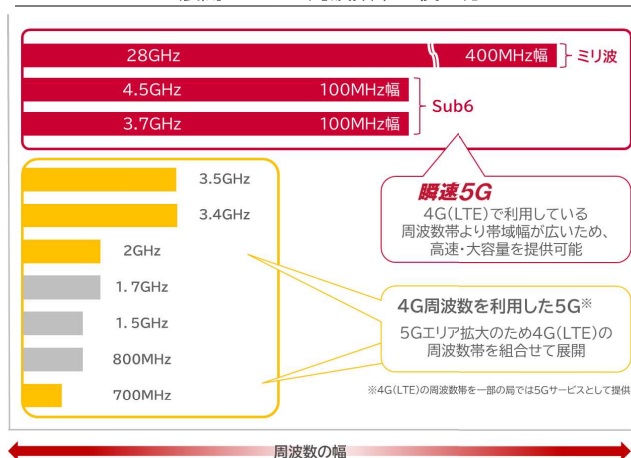 28GHz 400MHz幅 ミリ波
4.5GHz 100MHz幅
Sub6
3.7GHz 100MHz幅
瞬速5G
4G(LTE)で利用している
周波数帯より帯域幅が広いため、
高速・大容量を提供可能
3.5GHz
3.4GHz
2GHz
1.7GHz
1.5GHz
800MHz
700MHz
4G周波数を利用した5G※
5Gエリア拡大のため4G(LTE)の
周波数帯を組合せて展開
※4G(LTE)の周波数帯を一部の局では5Gサービスとして提供
周波数の幅